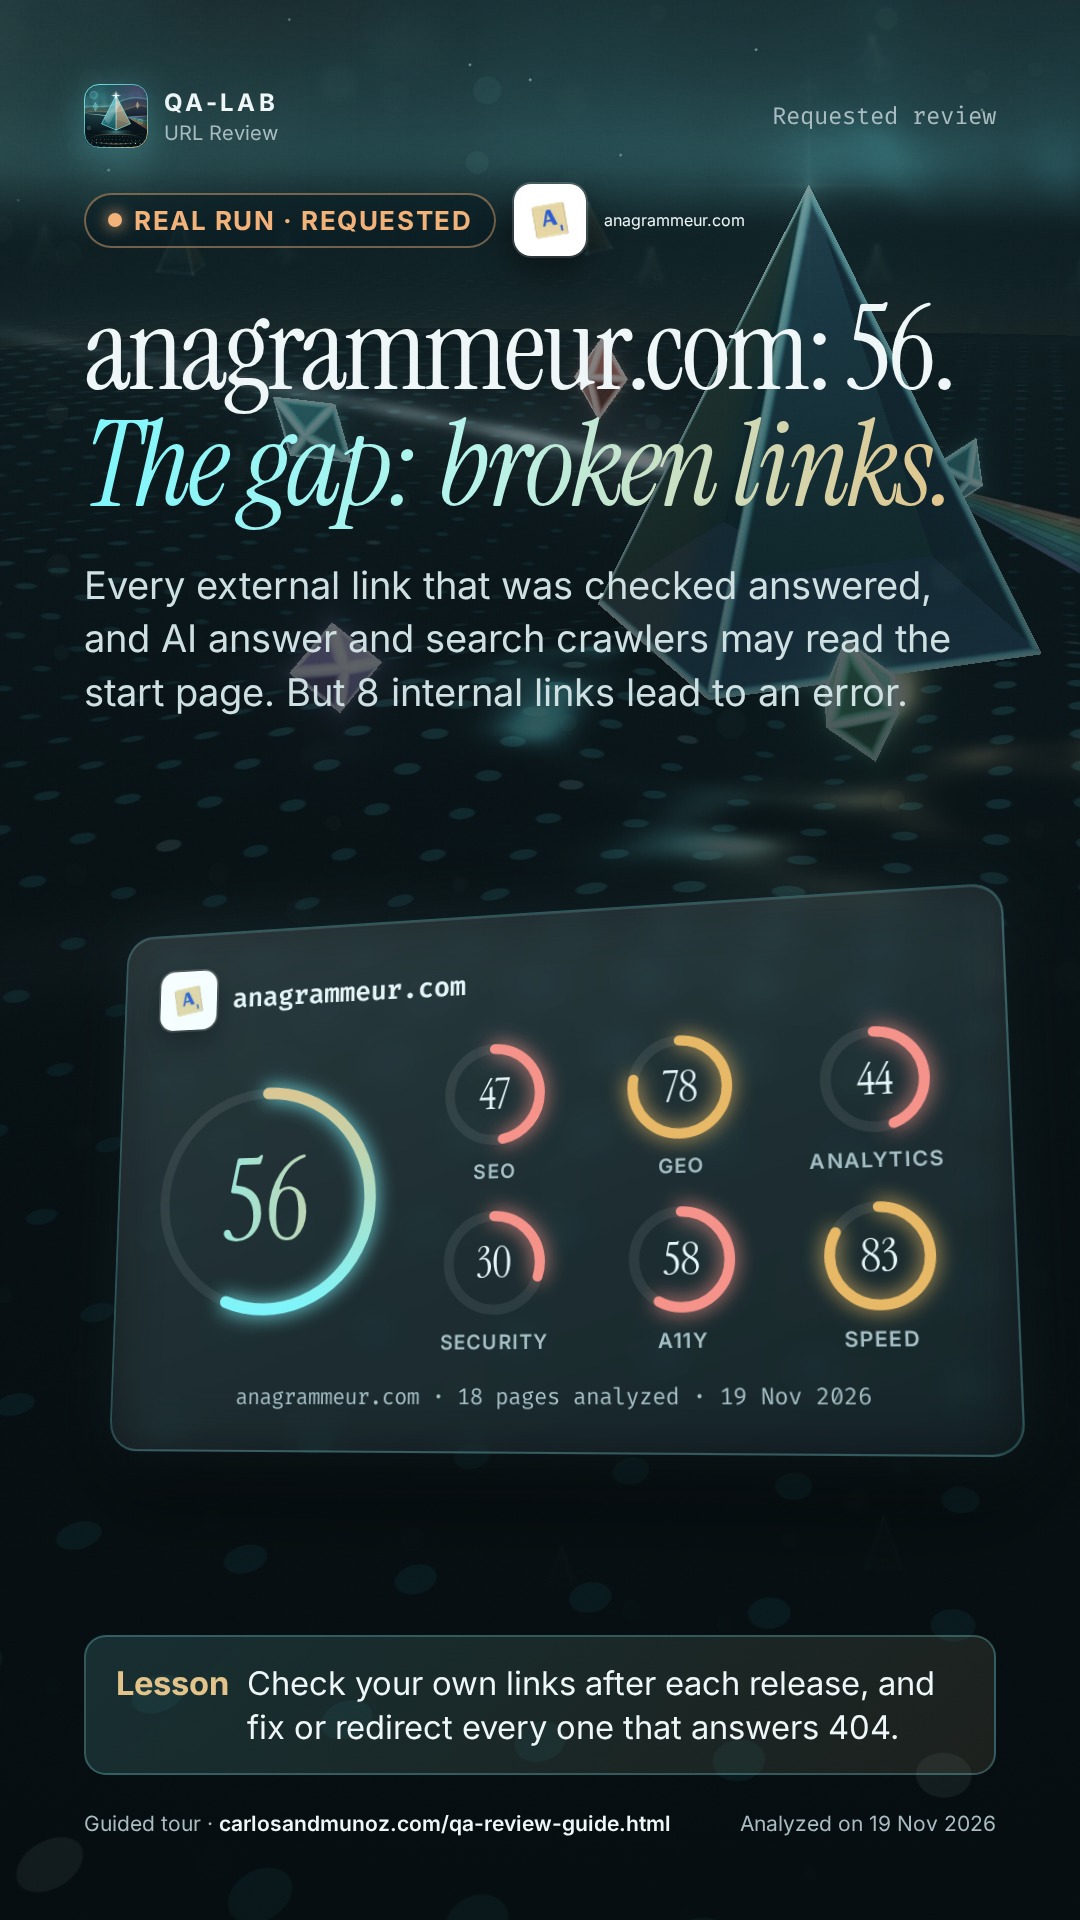 QA-LAB
URL Review
Requested review
REAL RUN · REQUESTED
A
anagrammeur.com
anagrammeur.com: 56.
The gap: broken links.
Every external link that was checked answered,
and AI answer and search crawlers may read the
start page. But 8 internal links lead to an error.
A
anagrammeur.com
56
47
SEO
78
GEO
44
ANALYTICS
30
SECURITY
58
A11Y
83
SPEED
anagrammeur.com · 18 pages analyzed · 19 Nov 2026
Lesson Check your own links after each release, and
fix or redirect every one that answers 404.
Guided tour · carlosandmunoz.com/qa-review-guide.html
Analyzed on 19 Nov 2026